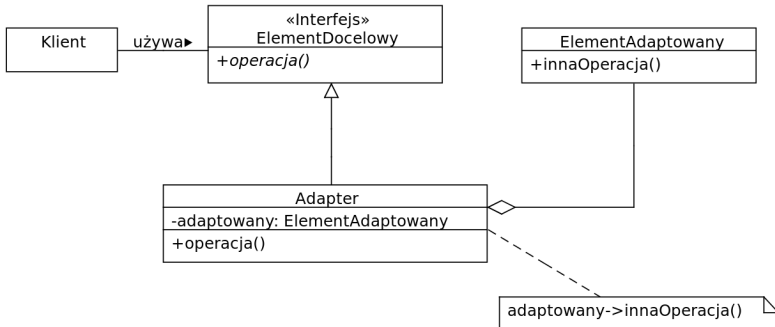 Klient
używa▶
«Interfejs»
ElementDocelowy
+operacja()
ElementAdaptowany
+innaOperacja()
Adapter
-adaptowany: ElementAdaptowany
+operacja()
adaptowany->innaOperacja()